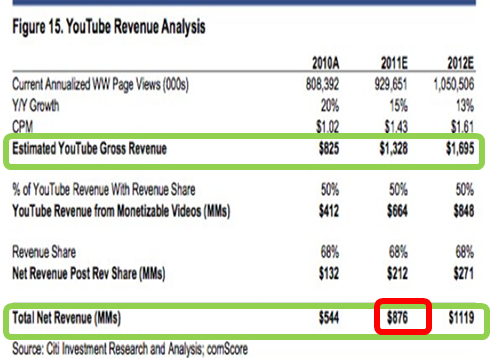 Figure 15. YouTube Revenue Analysis
2010A 2011E 2012E
Current Annualized WW Page Views (000s) 808,392 929,651 1,050,506
Y/Y Growth 20% 15% 13%
CPM $1.02 $1.43 $1.61
Estimated YouTube Gross Revenue $825 $1,328 $1,695
% of YouTube Revenue With Revenue Share 50% 50% 50%
YouTube Revenue from Monetizable Videos (MMs) $412 $664 $848
Revenue Share 68% 68% 68%
Net Revenue Post Rev Share (MMs) $132 $212 $271
Total Net Revenue (MMs) $544 $876 $1119
Source: Citi Investment Research and Analysis; comScore